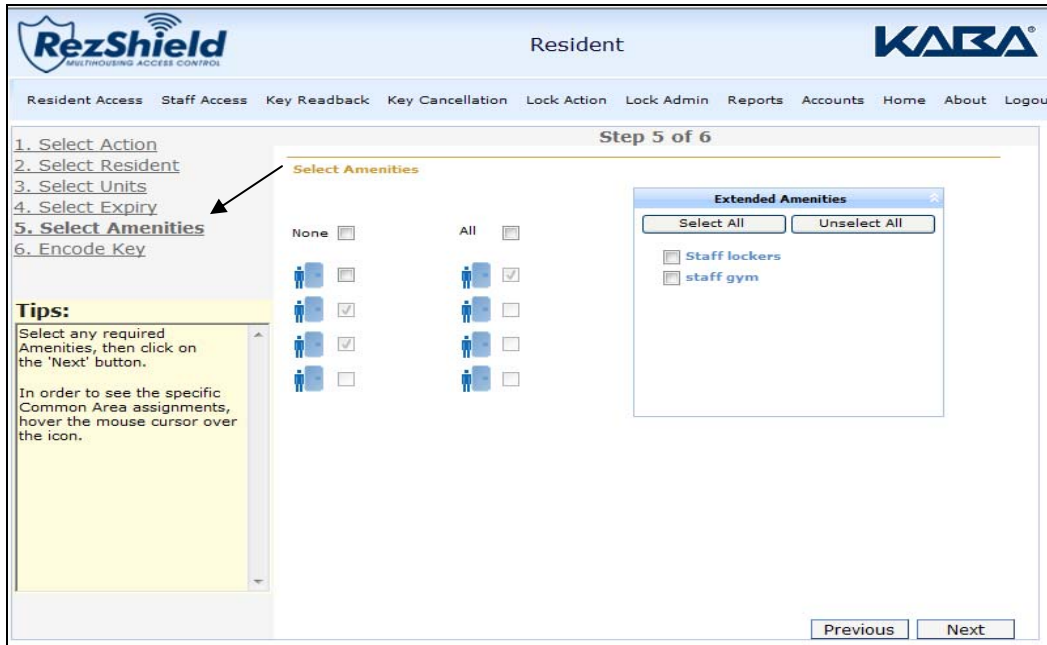 RezShield
MULTIHOUSING ACCESS CONTROL
Resident
KABA®
Resident Access Staff Access Key Readback Key Cancellation Lock Action Lock Admin Reports Accounts Home About Logou
1. Select Action
2. Select Resident
3. Select Units
4. Select Expiry
5. Select Amenities
6. Encode Key
Tips:
Select any required
Amenities, then click on
the 'Next' button.
In order to see the specific
Common Area assignments,
hover the mouse cursor over
the icon.
Step 5 of 6
Select Amenities
None All
Extended Amenities
Select All Unselect All
Staff lockers
staff gym
Previous Next